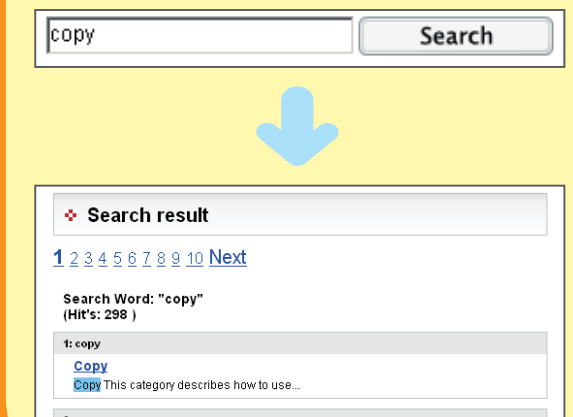 copy
Search
Search result
1 2 3 4 5 6 7 8 9 10 Next
Search Word: "copy"
(Hit's: 298 )
1: copy
Copy
Copy This category describes how to use...